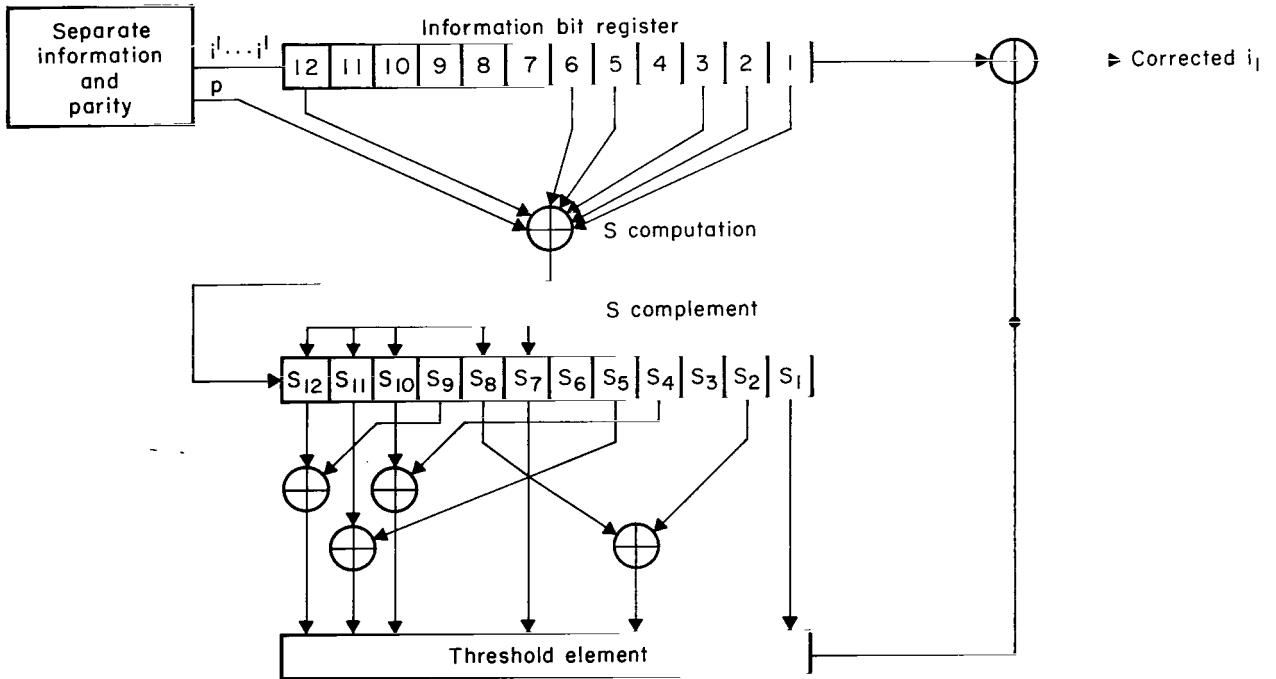 Separate
information
and
parity
i¹...i¹
p
Information bit register
12 11 10 9 8 7 6 5 4 3 2 1
Corrected i₁
S computation
S complement
S₁₂ S₁₁ S₁₀ S₉ S₈ S₇ S₆ S₅ S₄ S₃ S₂ S₁
Threshold element